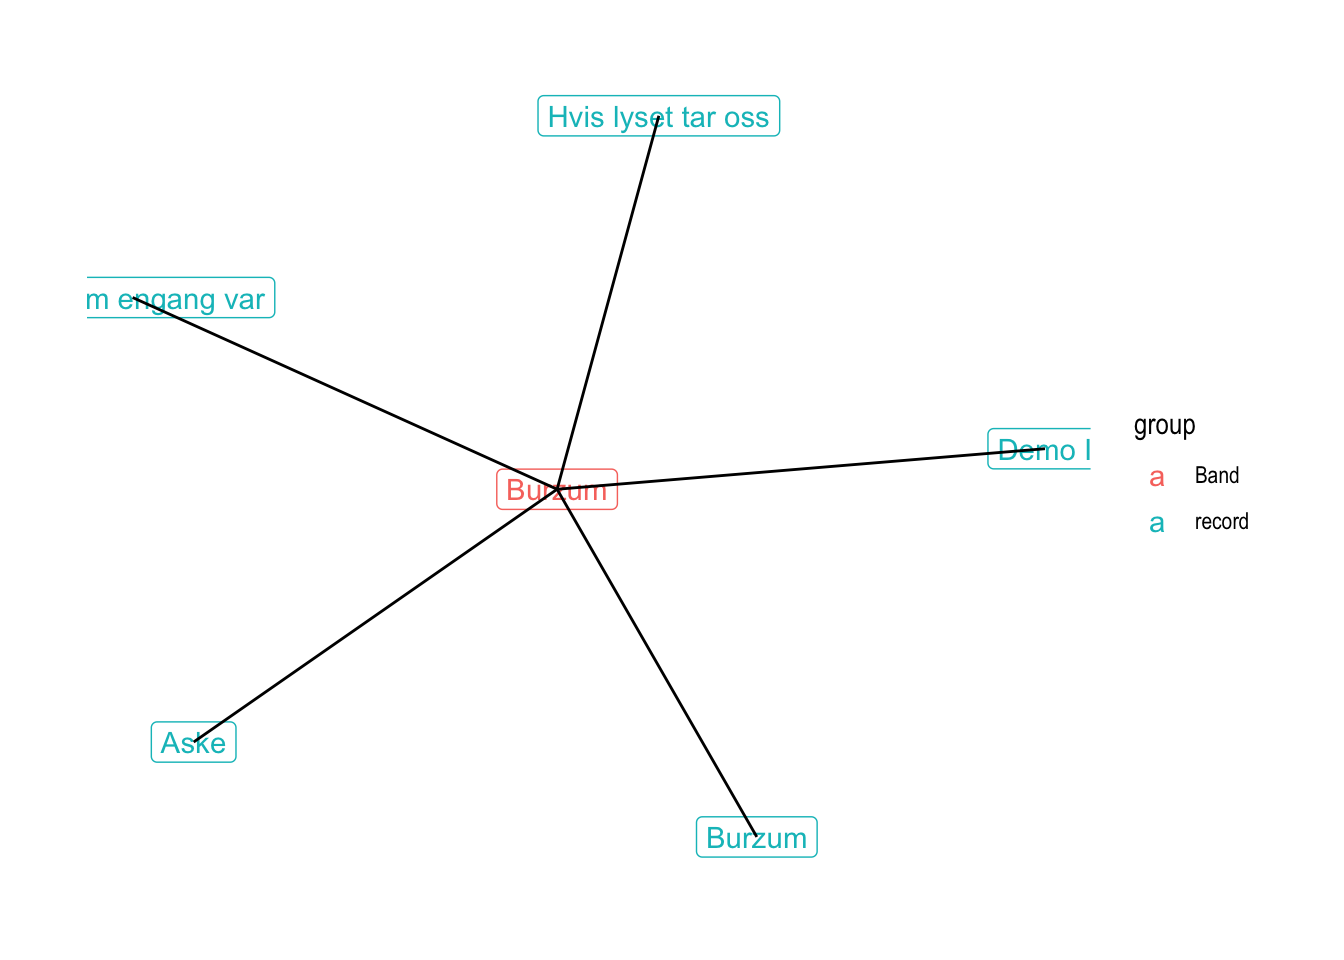 Hvis lyset tar oss
m engang var
Demo I
Burzum
Aske
Burzum
group
a Band
a record